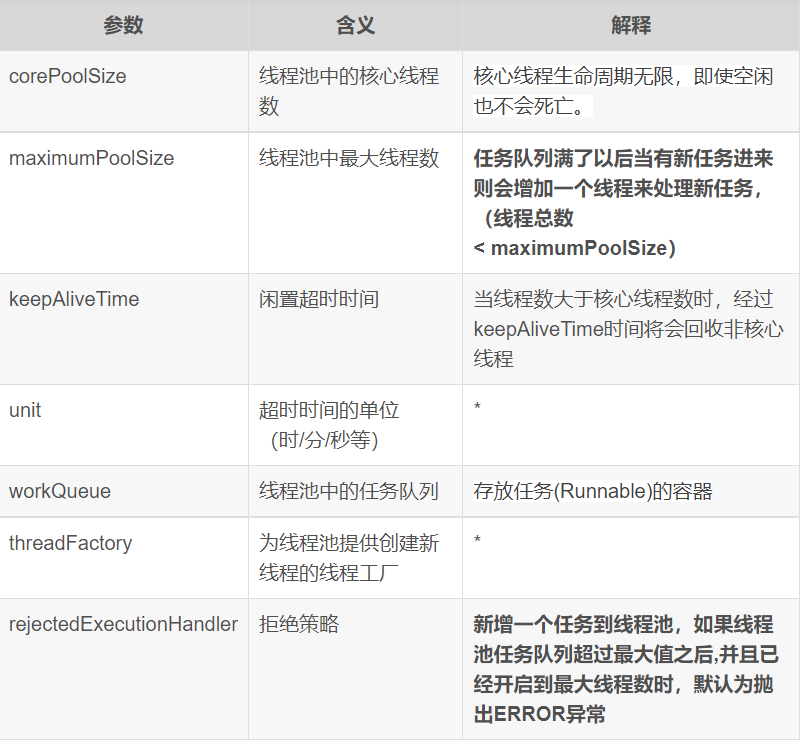 参数 含义 解释
corePoolSize 线程池中的核心线程 核心线程生命周期无限，即使空闲
数 也不会死亡。
maximumPoolSize 线程池中最大线程数 任务队列满了以后当有新任务进来
则会增加一个线程来处理新任务，
（线程总数
< maximumPoolSize）
keepAliveTime 闲置超时时间 当线程数大于核心线程数时，经过
keepAliveTime时间将会回收非核心
线程
unit 超时时间的单位 *
（时/分/秒等）
workQueue 线程池中的任务队列 存放任务(Runnable)的容器
threadFactory 为线程池提供创建新 *
线程的线程工厂
rejectedExecutionHandler 拒绝策略 新增一个任务到线程池，如果线程
池任务队列超过最大值之后,并且已
经开启到最大线程数时，默认为抛
出ERROR异常